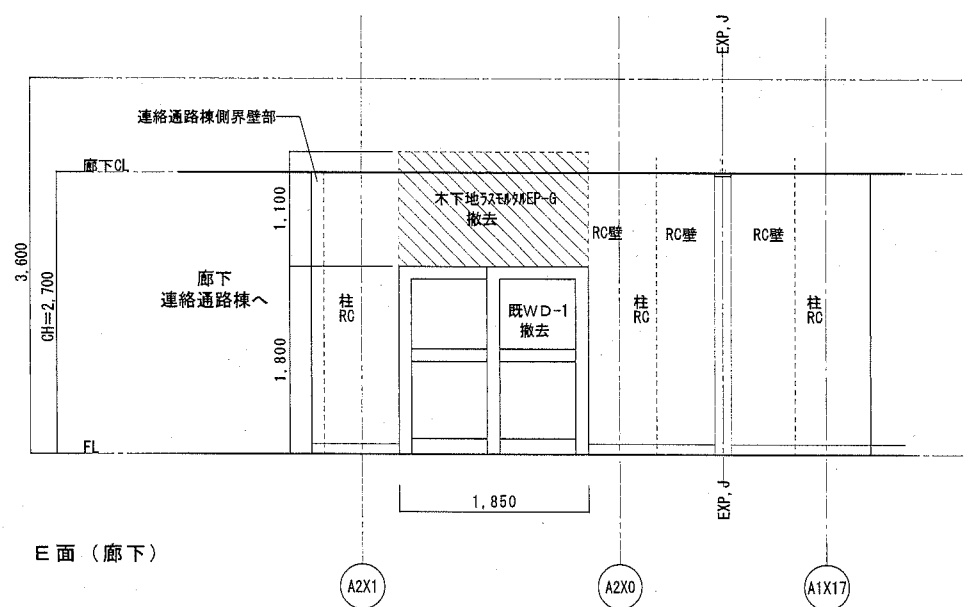 EXP,J
連絡通路棟側界壁部
廊下CL
木下地ラスモルタルEP-G
撤去
1,100
3,600
CH=2,700
廊下
連絡通路棟へ
柱
RC
既WD-1
撤去
RC壁
RC壁
RC壁
柱
RC
柱
RC
1,800
FL
1,850
EXP,J
E面（廊下）
A2X1
A2X0
A1X17